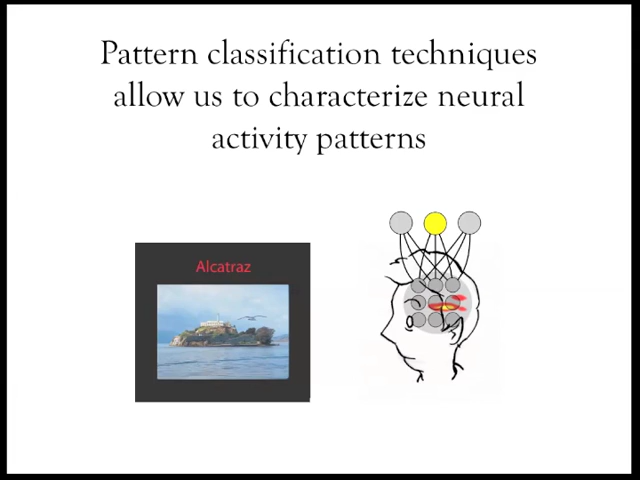 Pattern classification techniques
allow us to characterize neural
activity patterns
Alcatraz